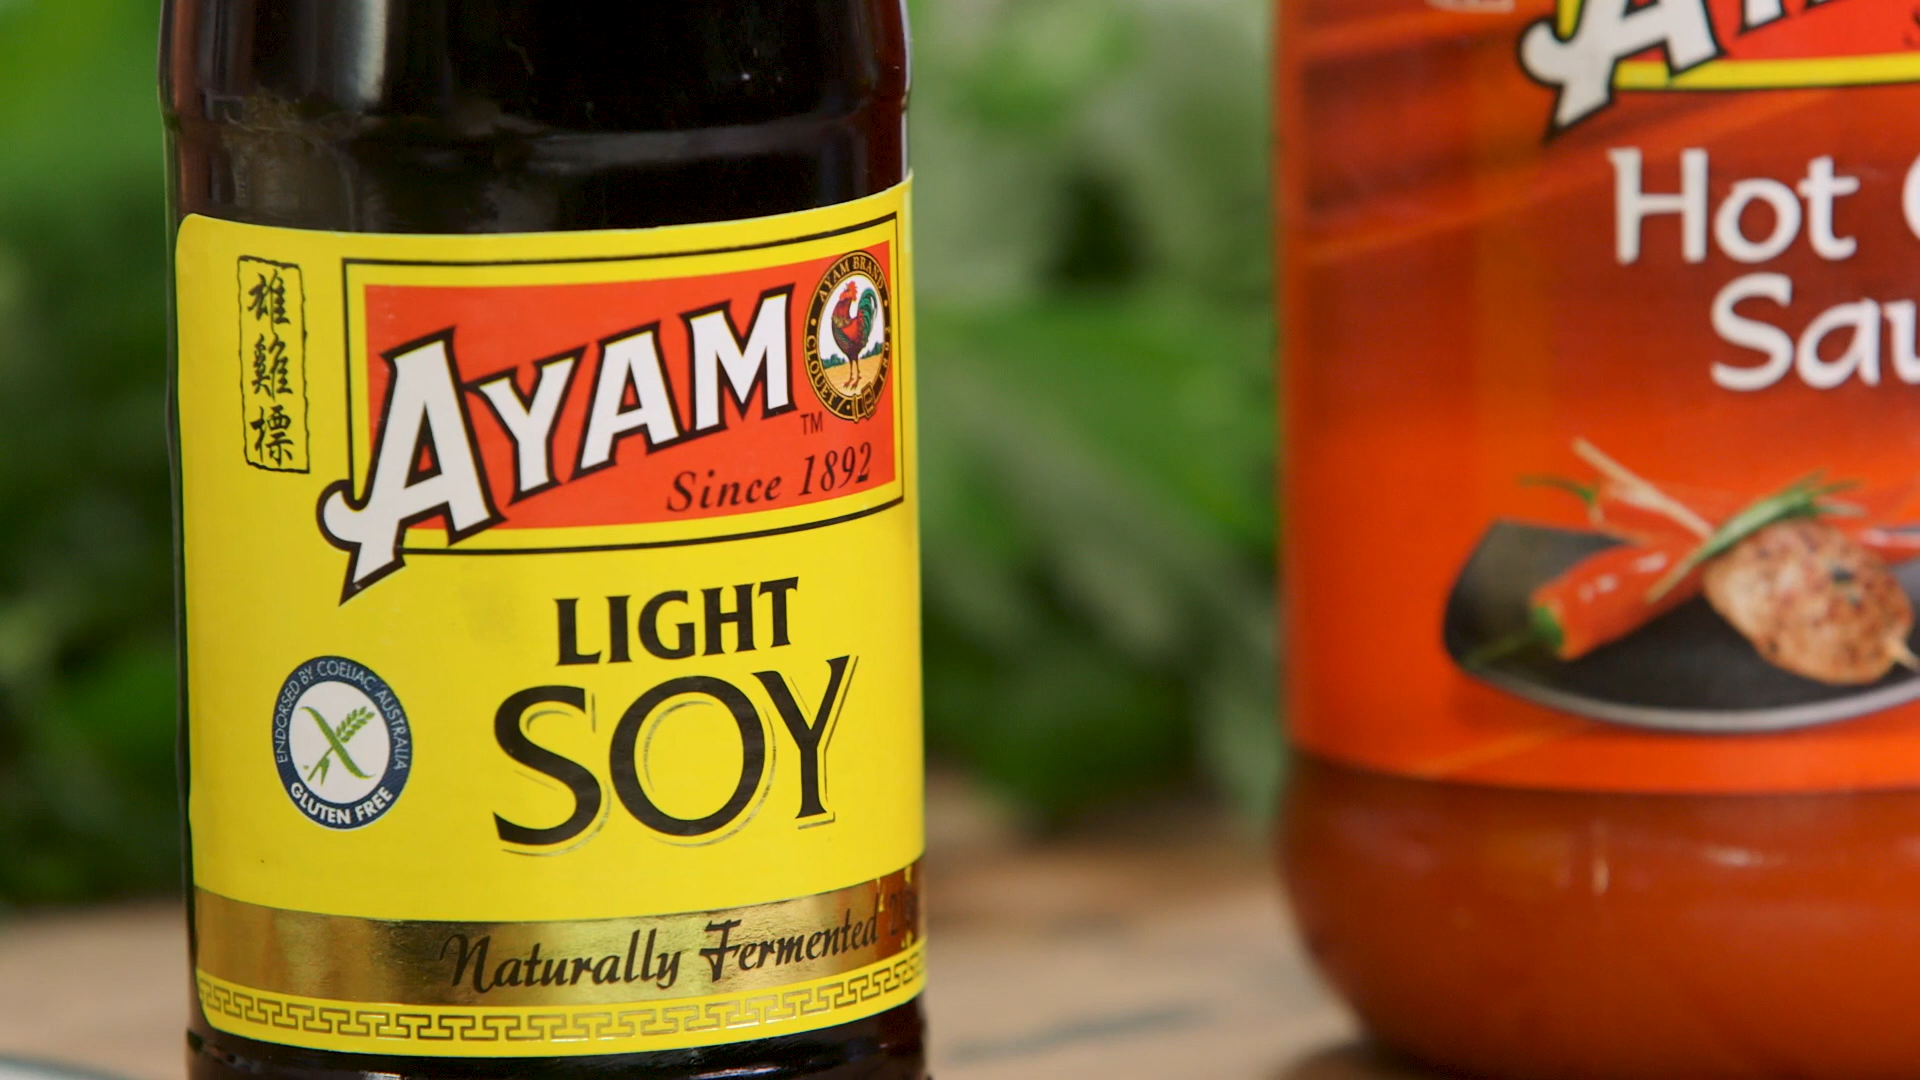 雄雞標
AYAM
AYAM BRAND
CLOUET
TM
Since 1892
LIGHT
SOY
ENDORSED BY COELIAC AUSTRALIA
GLUTEN FREE
Naturally Fermented
Hot